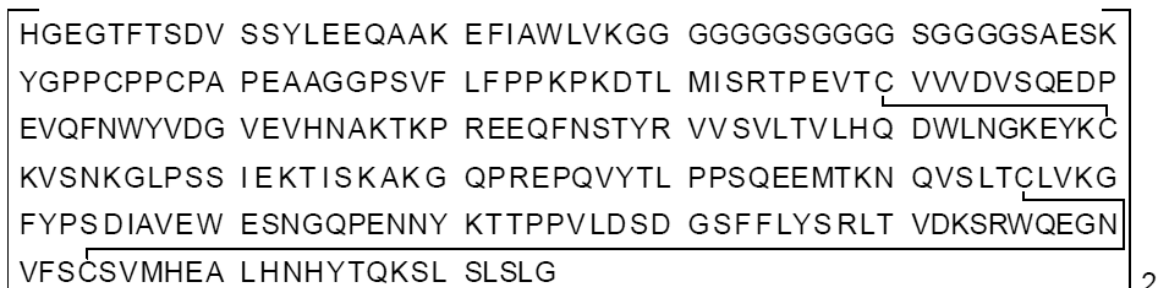 HGEGTFTSDV SSYLEEQAAK EFIAWLVKGG GGGGGSGGGG SGGGGSAESK
YGPPCPPCPA PEAAGGPSVF LFPPKPKDTL MISRTPEVTC VVVDVSQEDP
EVQFNWYVDG VEVHNAKTKP REEQFNSTYR VVSVLTVLHQ DWLNGKEYKC
KVSNKGLPSS IEKTISKAKG QPREPQVYTL PPSQEEMTKN QVSLTCLVKG
FYPSDIAVEW ESNGQPENNY KTTPPVLDSD GSFFLYSRLT VDKSRWQEGN
VFSCSVMHEA LHNHYTQKSL SLSLG
2